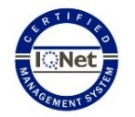 CERTIFIED
IQNet
MANAGEMENT SYSTEM